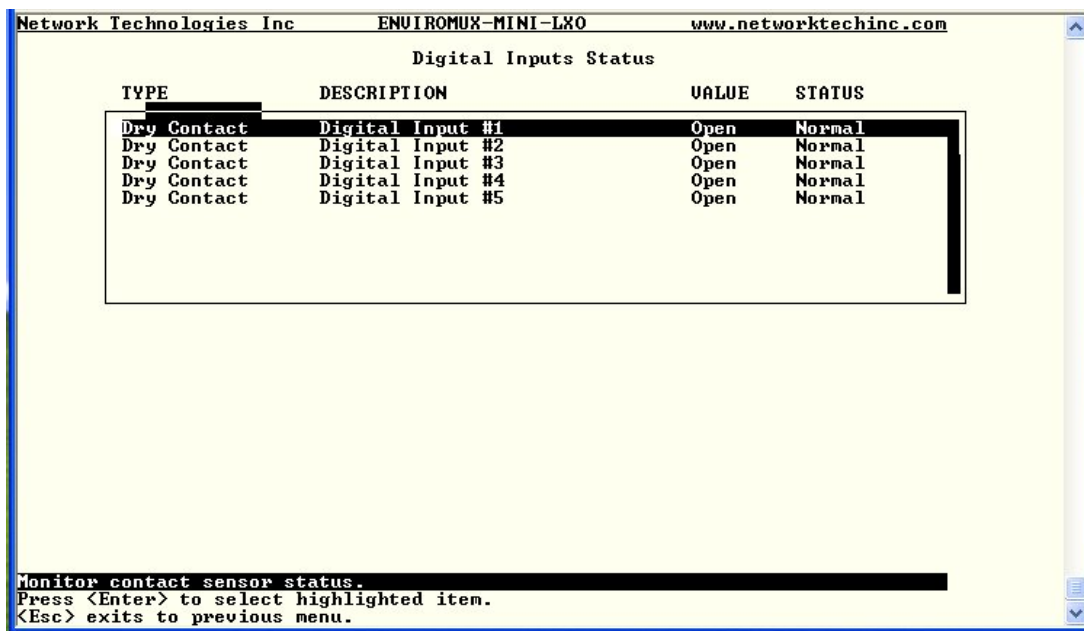 Network Technologies Inc ENVIROMUX-MINI-LXO www.networktechinc.com
Digital Inputs Status
TYPE DESCRIPTION VALUE STATUS
Dry Contact Digital Input #1 Open Normal
Dry Contact Digital Input #2 Open Normal
Dry Contact Digital Input #3 Open Normal
Dry Contact Digital Input #4 Open Normal
Dry Contact Digital Input #5 Open Normal
Monitor contact sensor status.
Press <Enter> to select highlighted item.
<Esc> exits to previous menu.